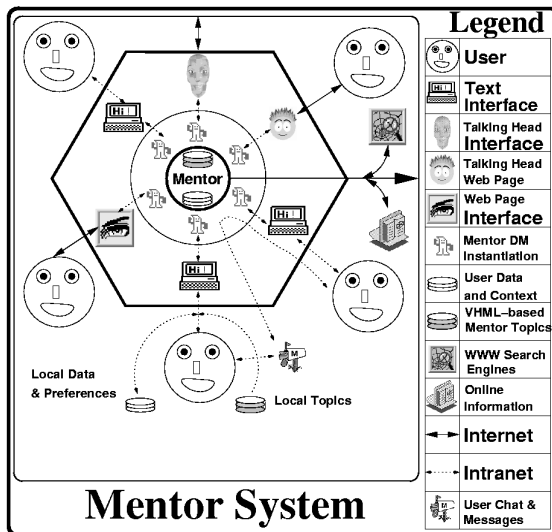 Legend
User
Text
Interface
Talking Head
Interface
Talking Head
Web Page
Web Page
Interface
Mentor DM
Instantiation
User Data
and Context
VHML–based
Mentor Topics
WWW Search
Engines
Online
Information
Internet
Intranet
User Chat &
Messages
Hi
Hi
Mentor
Hi
Hi
M
M
Local Data
& Preferences
Local Topics
Mentor System